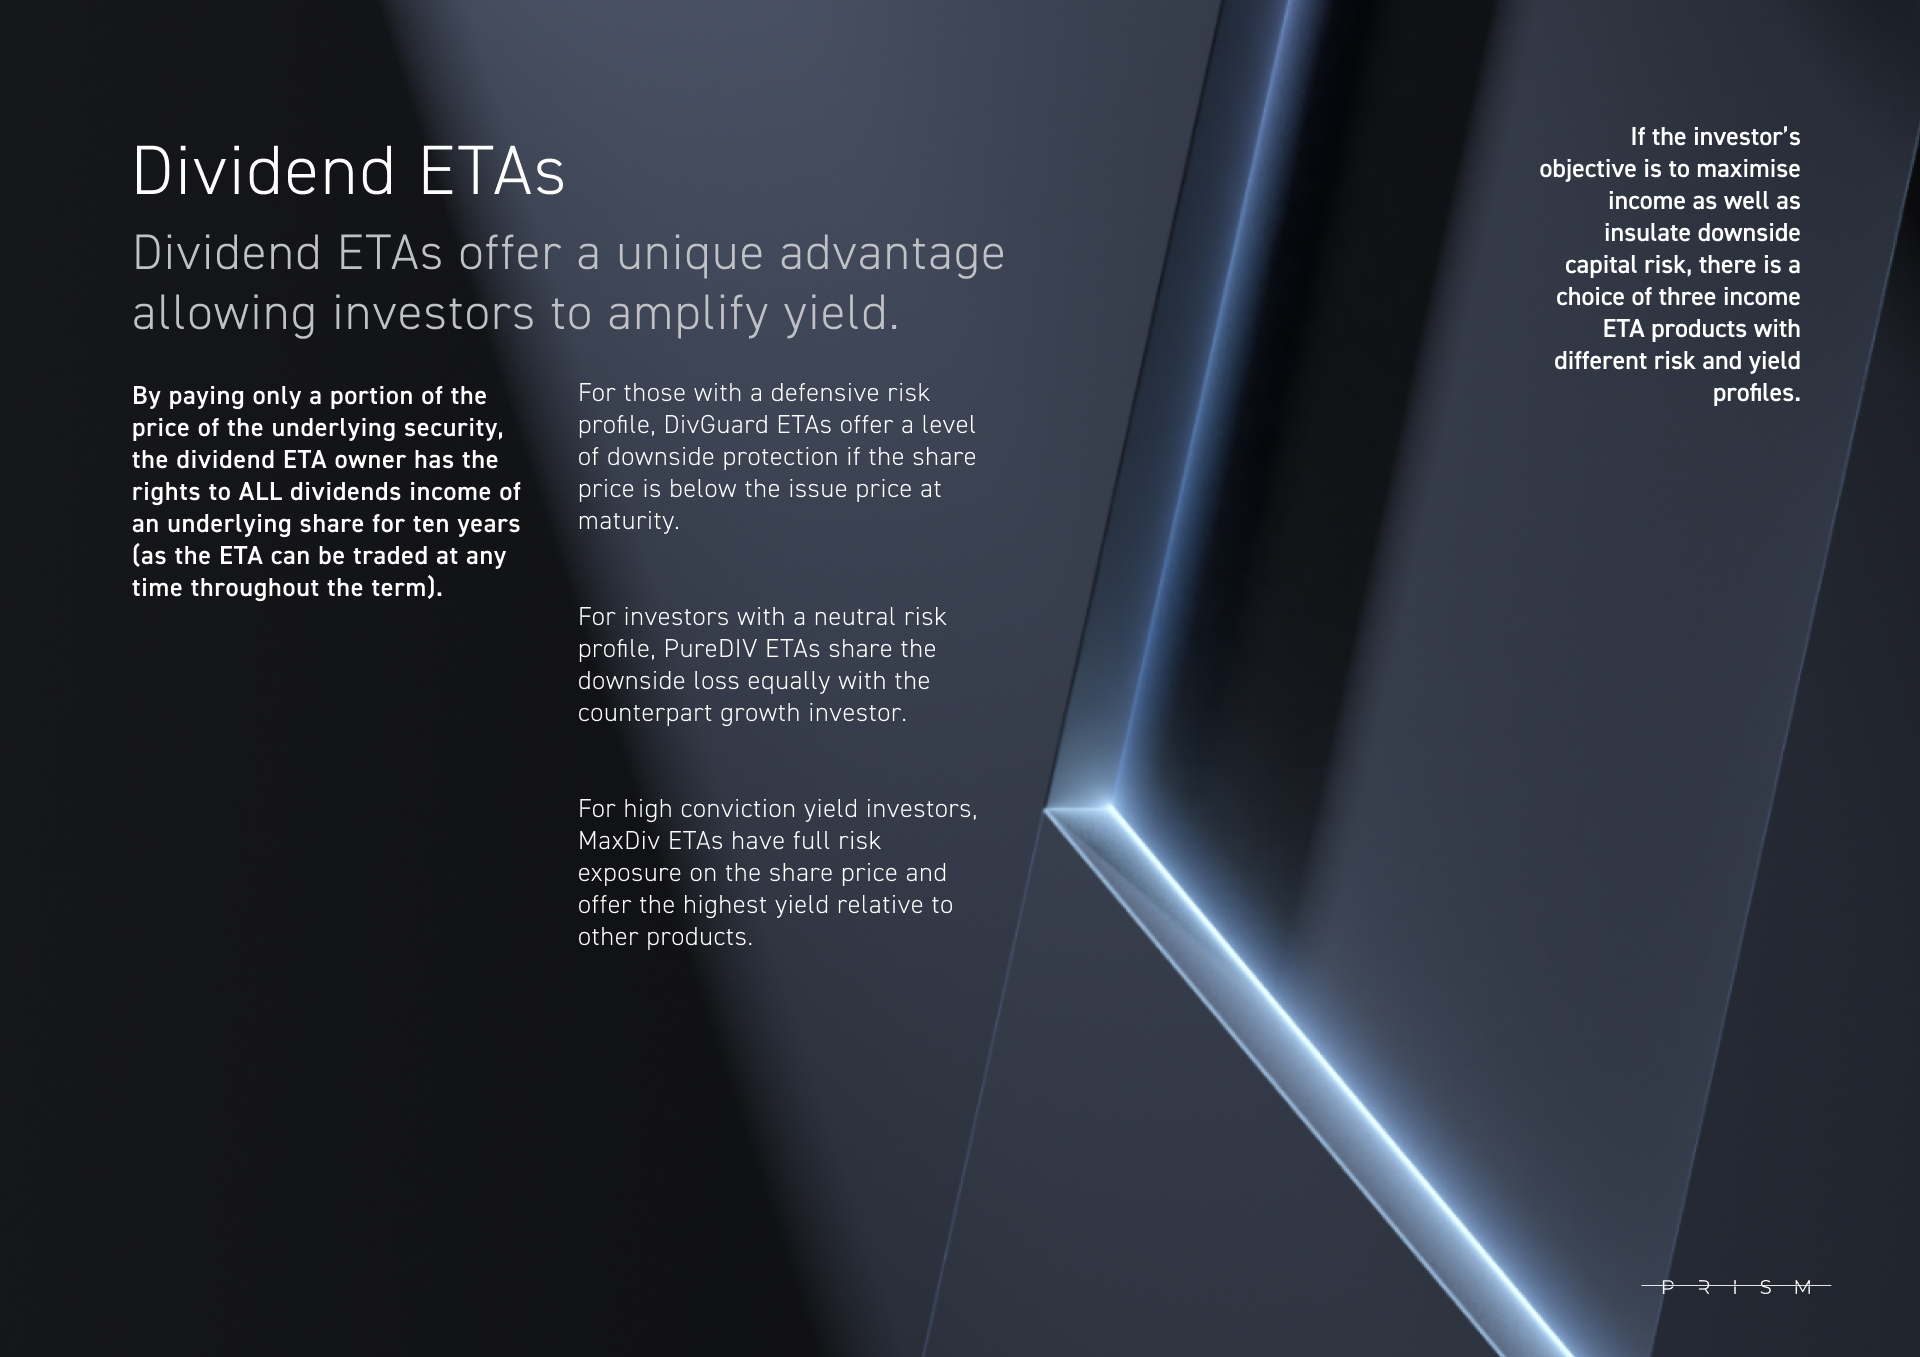 Dividend ETAs
Dividend ETAs offer a unique advantage
allowing investors to amplify yield.
By paying only a portion of the
price of the underlying security,
the dividend ETA owner has the
rights to ALL dividends income of
an underlying share for ten years
(as the ETA can be traded at any
time throughout the term).
For those with a defensive risk
profile, DivGuard ETAs offer a level
of downside protection if the share
price is below the issue price at
maturity.
For investors with a neutral risk
profile, PureDIV ETAs share the
downside loss equally with the
counterpart growth investor.
For high conviction yield investors,
MaxDiv ETAs have full risk
exposure on the share price and
offer the highest yield relative to
other products.
If the investor’s
objective is to maximise
income as well as
insulate downside
capital risk, there is a
choice of three income
ETA products with
different risk and yield
profiles.
PRISM